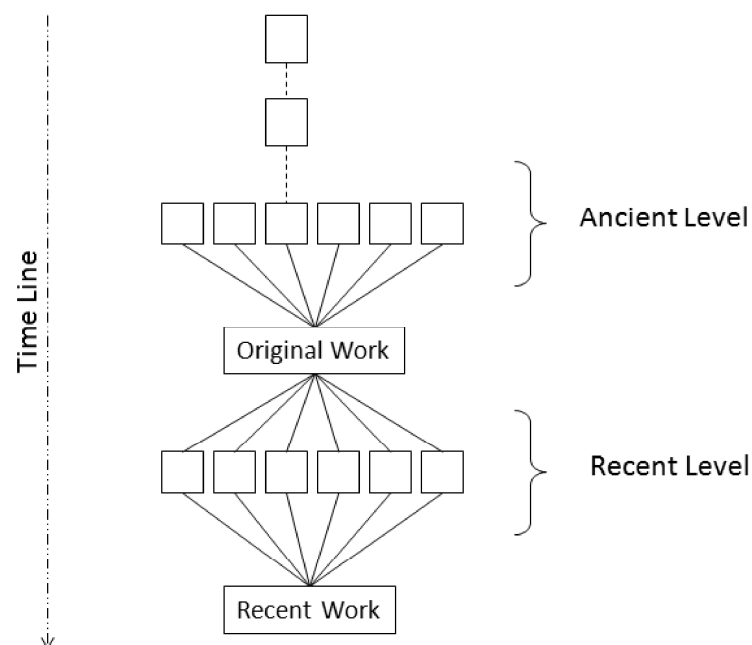 Time Line
Ancient Level
Original Work
Recent Level
Recent Work